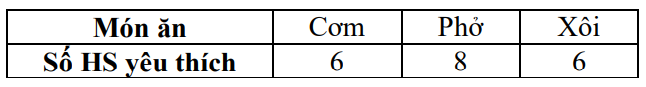 Món ăn Cơm Phở Xôi
Số HS yêu thích 6 8 6